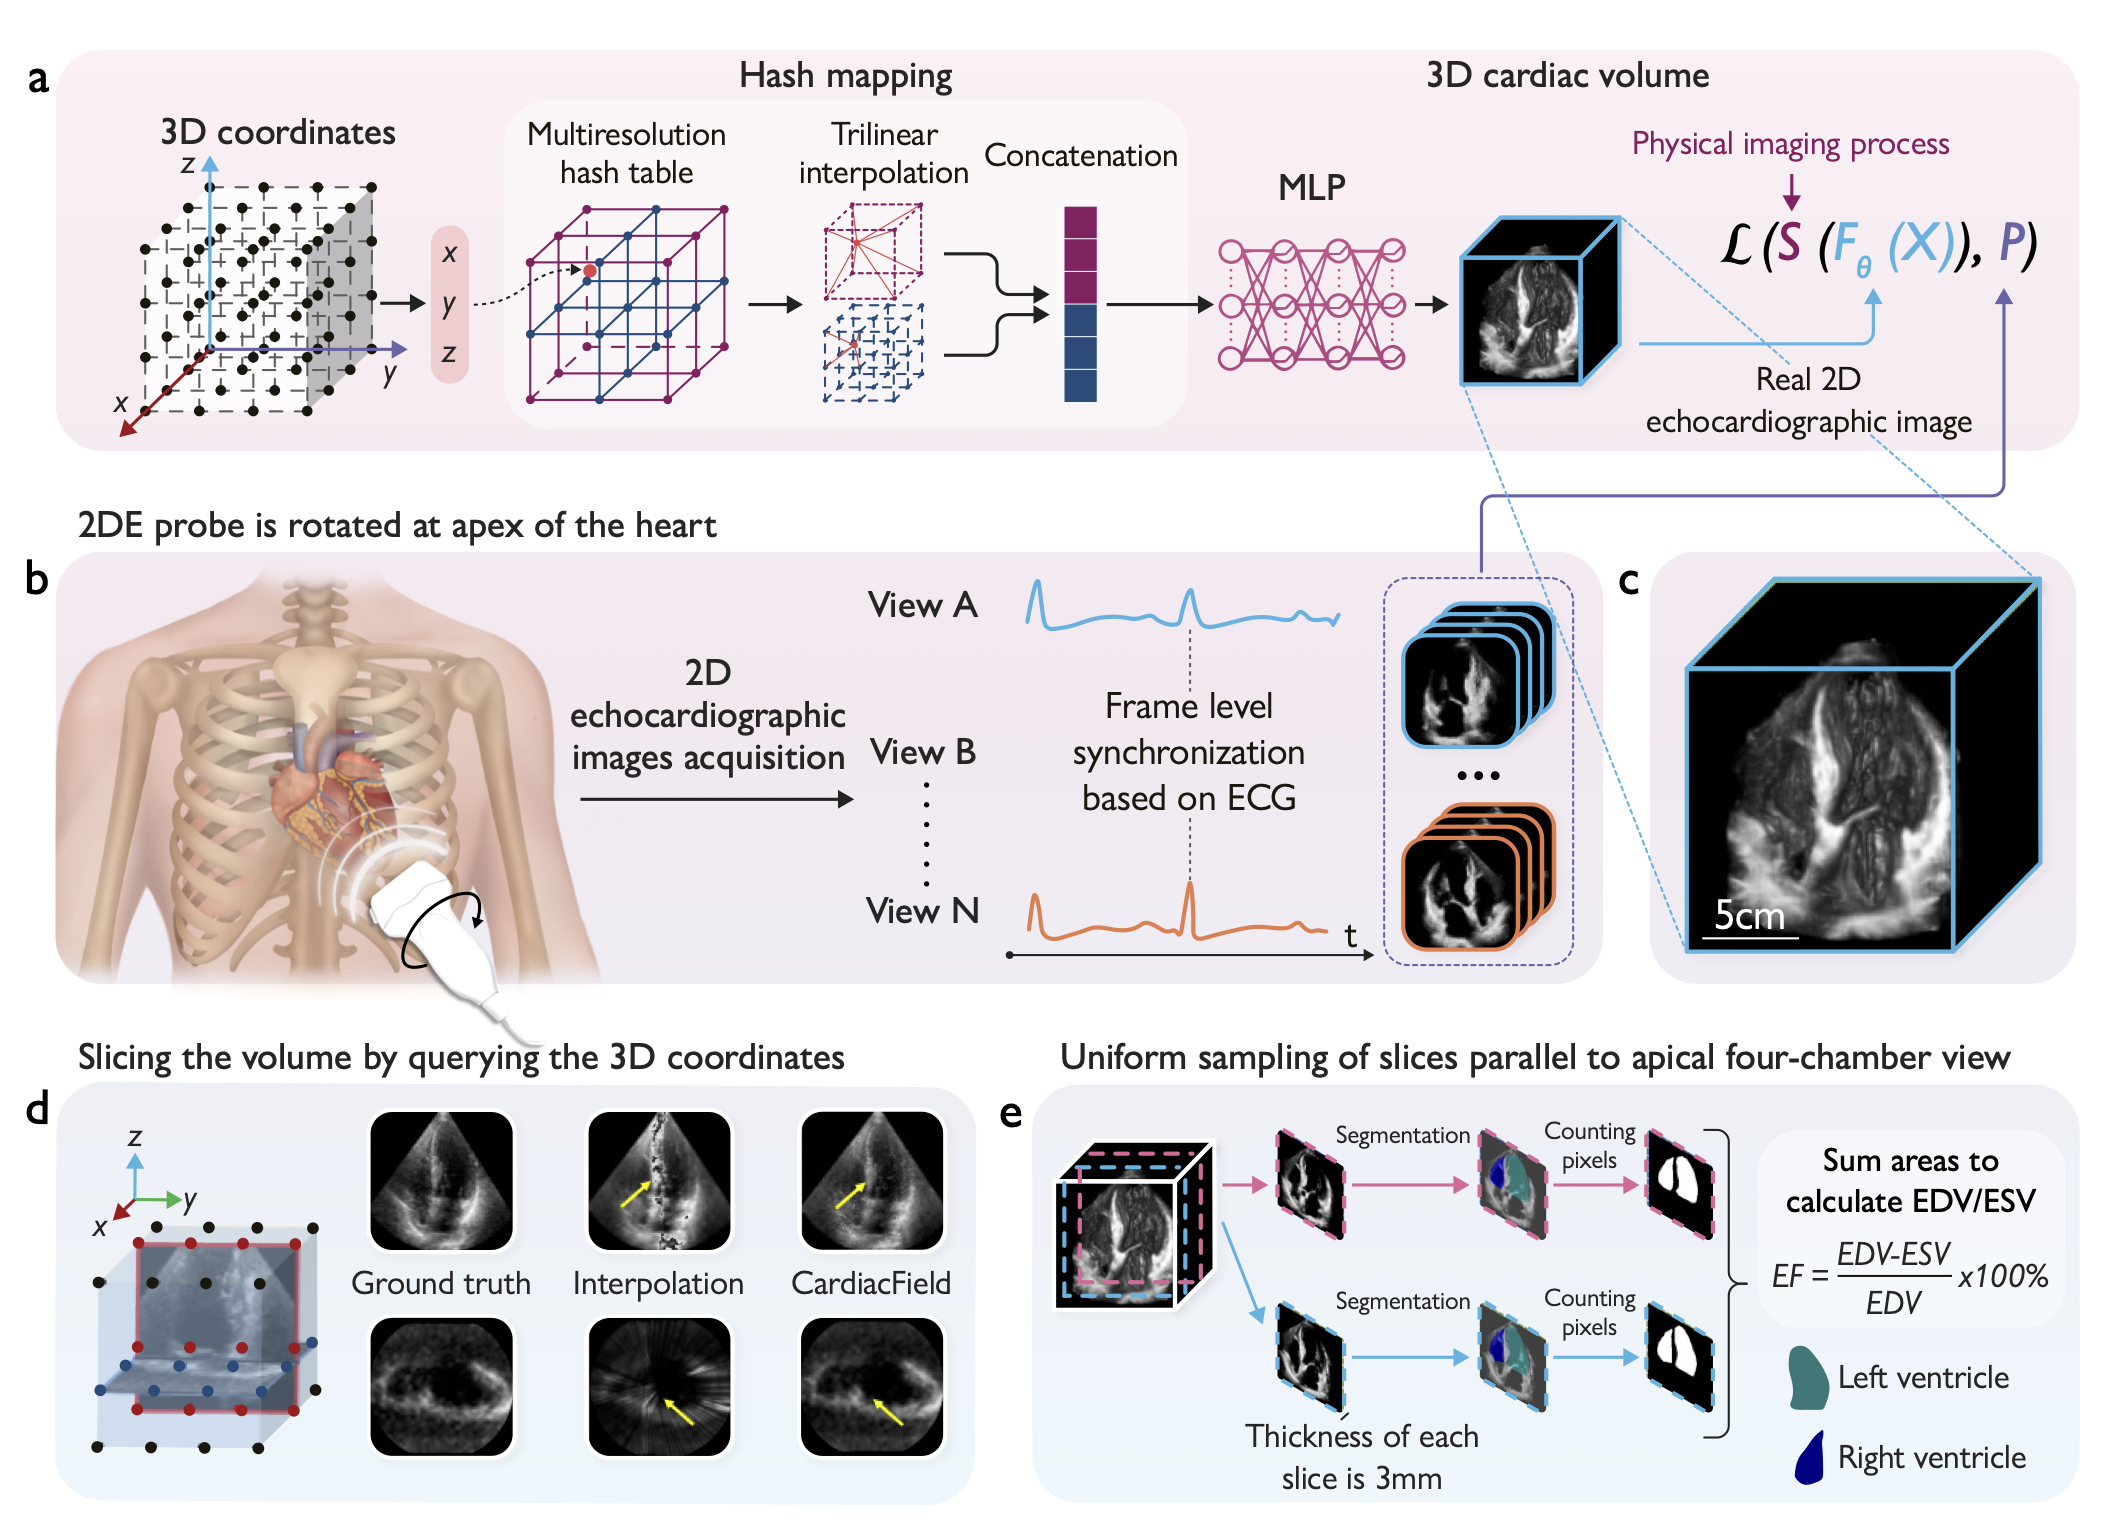 a
Hash mapping
3D cardiac volume
3D coordinates
z
y
x
x
y
z
Multiresolution
hash table
Trilinear
interpolation
Concatenation
MLP
Physical imaging process
ℒ (S (Fθ (X)), P)
Real 2D
echocardiographic image
2DE probe is rotated at apex of the heart
b
2D
echocardiographic
images acquisition
View A
View B
View N
Frame level
synchronization
based on ECG
t
c
5cm
Slicing the volume by querying the 3D coordinates
d
z
y
x
Ground truth
Interpolation
CardiacField
Uniform sampling of slices parallel to apical four-chamber view
e
Segmentation
Counting
pixels
Segmentation
Counting
pixels
Thickness of each
slice is 3mm
Sum areas to
calculate EDV/ESV
EF = EDV-ESV / EDV x100%
Left ventricle
Right ventricle